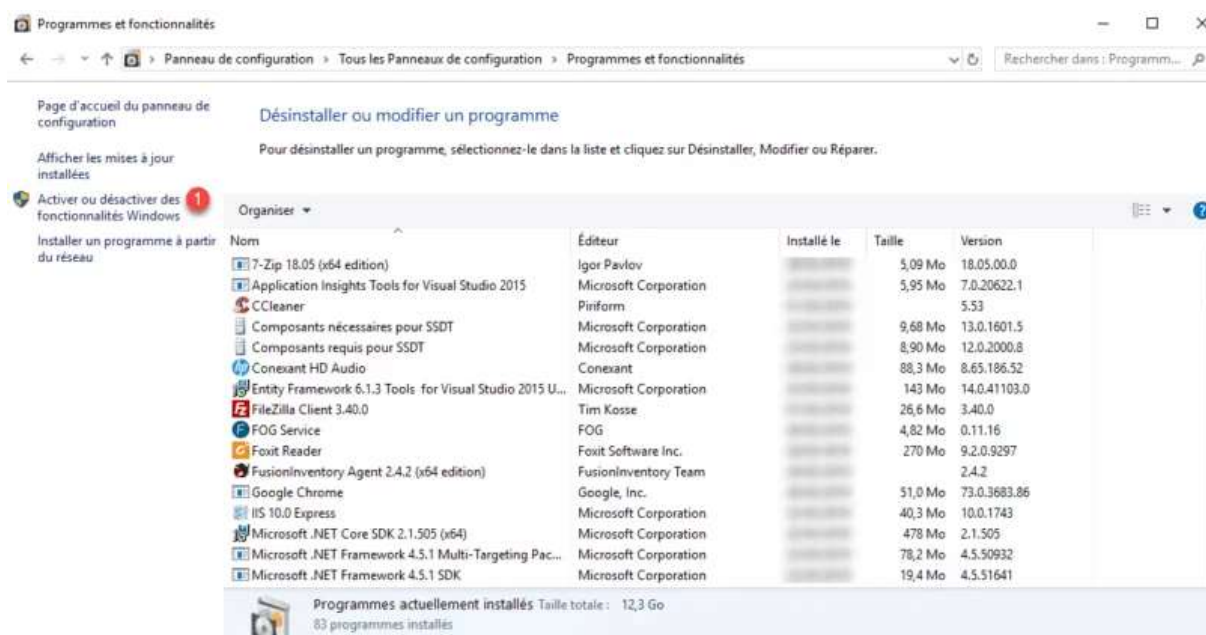 Programmes et fonctionnalités
Panneau de configuration > Tous les Panneaux de configuration > Programmes et fonctionnalités
Rechercher dans : Programm...
Page d'accueil du panneau de
configuration
Afficher les mises à jour
installées
Activer ou désactiver des
fonctionnalités Windows
1
Installer un programme à partir
du réseau
Désinstaller ou modifier un programme
Pour désinstaller un programme, sélectionnez-le dans la liste et cliquez sur Désinstaller, Modifier ou Réparer.
Organiser
Nom Éditeur Installé le Taille Version
7-Zip 18.05 (x64 edition) Igor Pavlov 5,09 Mo 18.05.00.0
Application Insights Tools for Visual Studio 2015 Microsoft Corporation 5,95 Mo 7.0.20622.1
CCleaner Piriform 5.53
Composants nécessaires pour SSDT Microsoft Corporation 9,68 Mo 13.0.1601.5
Composants requis pour SSDT Microsoft Corporation 8,90 Mo 12.0.2000.8
Conexant HD Audio Conexant 88,3 Mo 8.65.186.52
Entity Framework 6.1.3 Tools for Visual Studio 2015 U... Microsoft Corporation 143 Mo 14.0.41103.0
FileZilla Client 3.40.0 Tim Kosse 26,6 Mo 3.40.0
FOG Service FOG 4,82 Mo 0.11.16
Foxit Reader Foxit Software Inc. 270 Mo 9.2.0.9297
FusionInventory Agent 2.4.2 (x64 edition) FusionInventory Team 2.4.2
Google Chrome Google, Inc. 51,0 Mo 73.0.3683.86
IIS 10.0 Express Microsoft Corporation 40,3 Mo 10.0.1743
Microsoft .NET Core SDK 2.1.505 (x64) Microsoft Corporation 478 Mo 2.1.505
Microsoft .NET Framework 4.5.1 Multi-Targeting Pac... Microsoft Corporation 78,2 Mo 4.5.50932
Microsoft .NET Framework 4.5.1 SDK Microsoft Corporation 19,4 Mo 4.5.51641
Programmes actuellement installés Taille totale : 12,3 Go
83 programmes installés